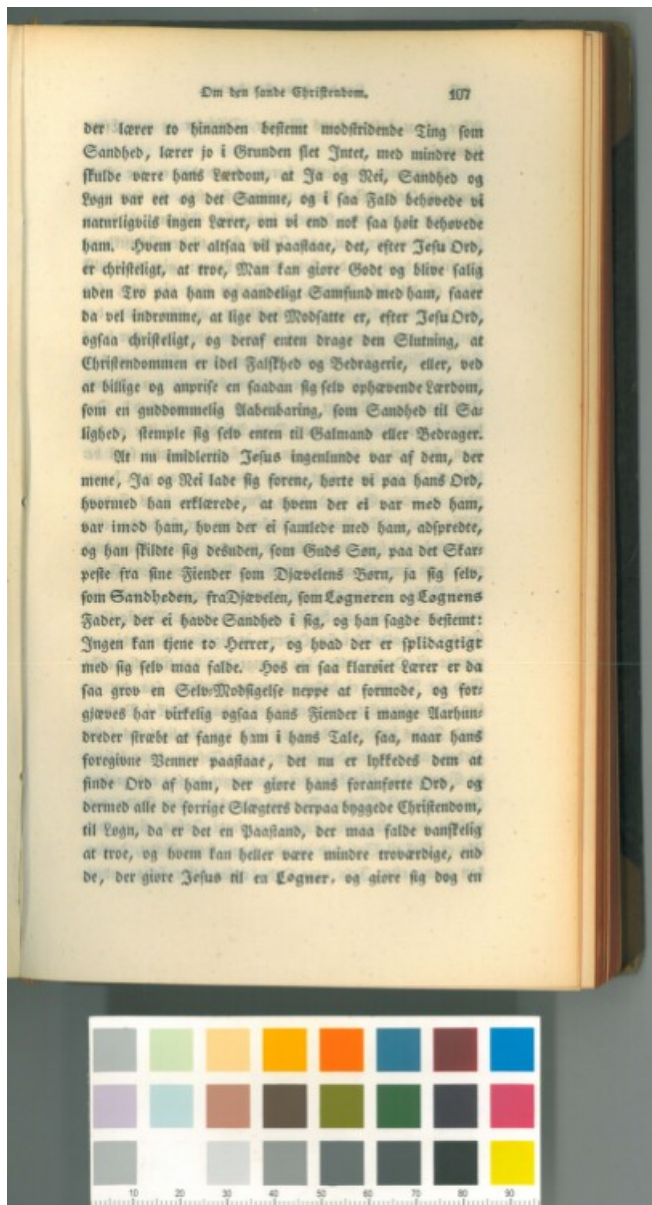 Om den sande Christendom. 107
der lærer to hinanden bestemt modstridende Ting som
Sandhed, lærer jo i Grunden slet Intet, med mindre det
skulde være hans Lærdom, at Ja og Nei, Sandhed og
Løgn var eet og det Samme, og i saa Fald behøvede vi
naturligviis ingen Lærer, om vi end nok saa høit behøvede
ham. Hvem der altsaa vil paastaae, det, efter Jesu Ord,
er christeligt, at troe, Man kan giøre Godt og blive salig
uden Tro paa ham og aandeligt Samfund med ham, faaer
da vel indrømme, at lige det Modsatte er, efter Jesu Ord,
ogsaa christeligt, og deraf enten drage den Slutning, at
Christendommen er idel Falskhed og Bedragerie, eller, ved
at billige og anprise en saadan sig selv ophævende Lærdom,
som en guddommelig Aabenbaring, som Sandhed til Sa-
lighed, stemple sig selv enten til Galmand eller Bedrager.
At nu imidlertid Jesus ingenlunde var af dem, der
mene, Ja og Nei lade sig forene, hørte vi paa hans Ord,
hvormed han erklærede, at hvem der ei var med ham,
var imod ham, hvem der ei samlede med ham, adspredte,
og han skildte sig desuden, som Guds Søn, paa det Skar-
peste fra sine Fiender som Djævelens Børn, ja sig selv,
som Sandheden, fra Djævelen, som Løgneren og Løgnens
Fader, der ei havde Sandhed i sig, og han sagde bestemt:
Ingen kan tjene to Herrer, og hvad der er splidagtigt
med sig selv maa falde. Hos en saa klarøiet Lærer er da
saa grov en Selv-Modsigelse neppe at formode, og for-
gjæves har virkelig ogsaa hans Fiender i mange Aarhun-
dreder stræbt at fange ham i hans Tale, saa, naar hans
foregivne Venner paastaae, det nu er lykkedes dem at
finde Ord af ham, der giøre hans foranførte Ord, og
dermed alle de forrige Slægters derpaa byggede Christendom,
til Løgn, da er det en Paastand, der maa falde vanskelig
at troe, og hvem kan heller være mindre troværdige, end
de, der giøre Jesus til en Løgner, og giøre sig dog en
10 20 30 40 50 60 70 80 90